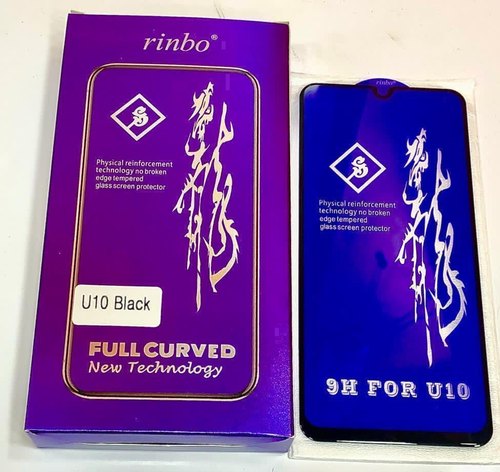 rinbo®
S
Physical reinforcement
technology no broken
edge tempered
glass screen protector
U10 Black
FULL CURVED
New Technology
rinbo®
S
Physical reinforcement
technology no broken
edge tempered
glass screen protector
9H FOR U10